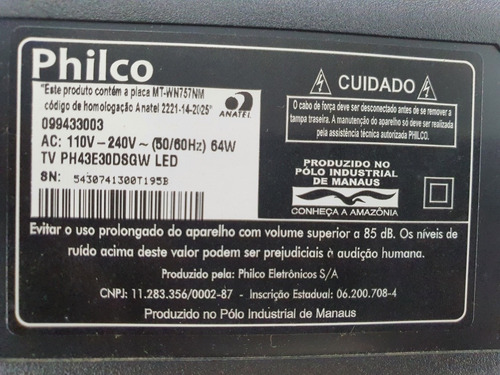 Philco
"Este produto contém a placa MT-WN757NM
código de homologação Anatel 2221-14-2025"
ANATEL
099433003
AC: 110V - 240V ~ (50/60Hz) 64W
TV PH43E30DSGW LED
SN: 5430741300T195B
CUIDADO
O cabo de força deve ser desconectado antes de se remover a
tampa traseira. A manutenção do aparelho só deve ser realizada
pela assistência técnica autorizada PHILCO.
PRODUZIDO NO
PÓLO INDUSTRIAL
DE MANAUS
CONHEÇA A AMAZÔNIA
Evitar o uso prolongado do aparelho com volume superior a 85 dB. Os níveis de
ruído acima deste valor podem ser prejudiciais à audição humana.
Produzido pela: Philco Eletrônicos S/A
CNPJ: 11.283.356/0002-87 - Inscrição Estadual: 06.200.708-4
Produzido no Pólo Industrial de Manaus